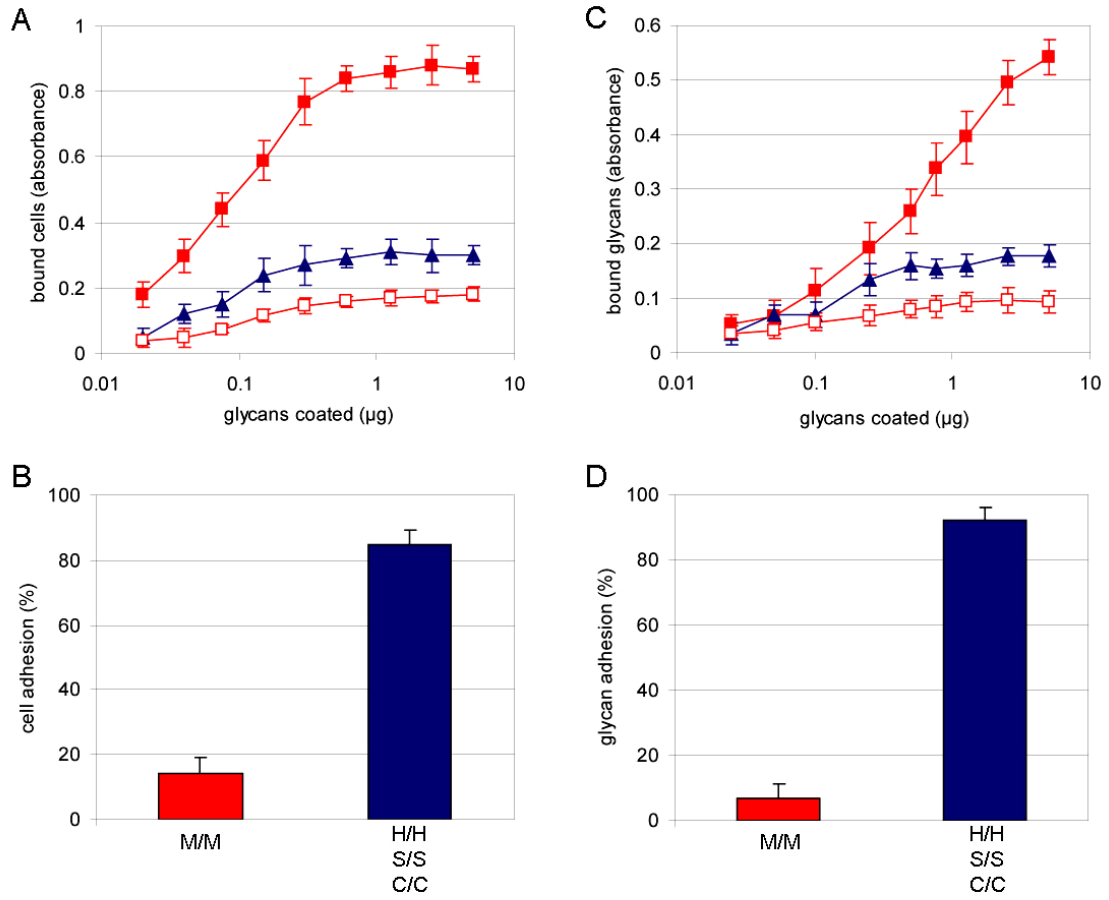 A
bound cells (absorbance)
1
0.8
0.6
0.4
0.2
0
0.01
0.1
1
10
glycans coated (µg)
C
bound glycans (absorbance)
0.6
0.5
0.4
0.3
0.2
0.1
0
0.01
0.1
1
10
glycans coated (µg)
B
cell adhesion (%)
100
80
60
40
20
0
M/M
H/H
S/S
C/C
D
glycan adhesion (%)
100
80
60
40
20
0
M/M
H/H
S/S
C/C